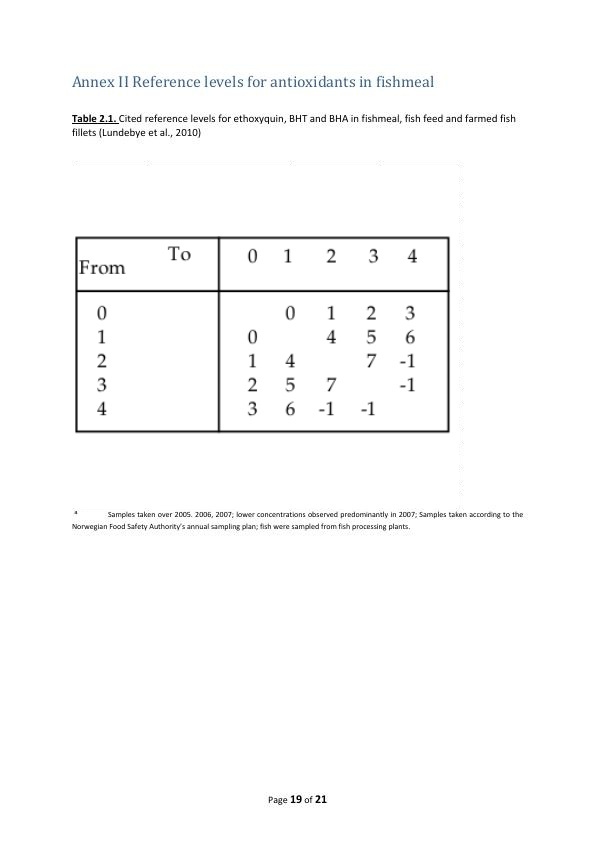 Annex II Reference levels for antioxidants in fishmeal
Table 2.1. Cited reference levels for ethoxyquin, BHT and BHA in fishmeal, fish feed and farmed fish
fillets (Lundebye et al., 2010)
To 0 1 2 3 4
From
0 0 1 2 3
1 0 4 5 6
2 1 4 7 -1
3 2 5 7 -1
4 3 6 -1 -1
a Samples taken over 2005. 2006, 2007; lower concentrations observed predominantly in 2007; Samples taken according to the
Norwegian Food Safety Authority's annual sampling plan; fish were sampled from fish processing plants.
Page 19 of 21